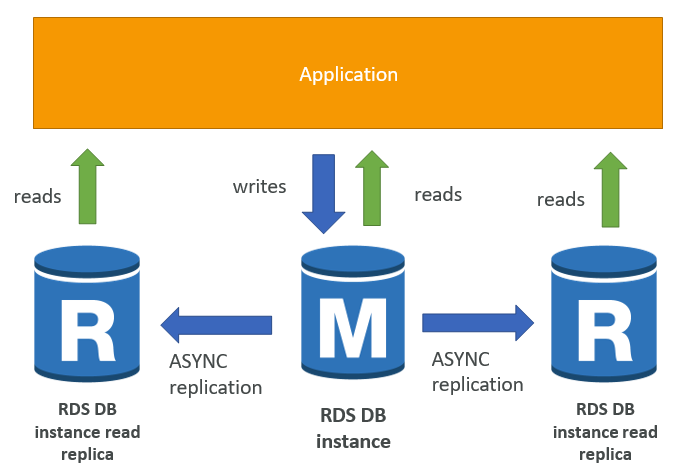 Application
reads
writes
reads
reads
R
M
R
ASYNC
replication
ASYNC
replication
RDS DB
instance read
replica
RDS DB
instance
RDS DB
instance read
replica